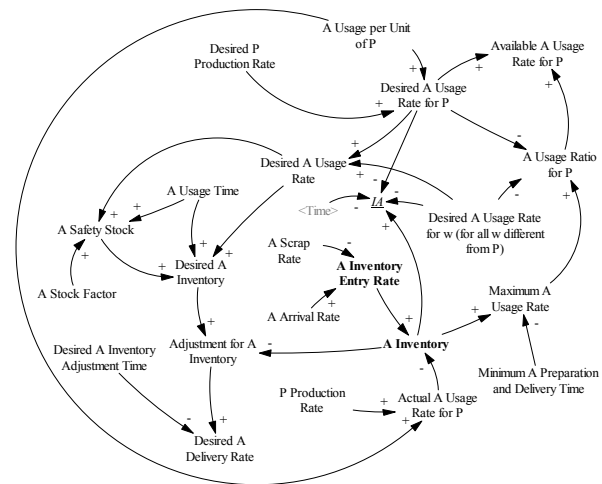 A Usage per Unit
of P
Available A Usage
Rate for P
Desired P
Production Rate
+
+
+
Desired A Usage
Rate for P
+
+
-
A Usage Ratio
for P
+
Desired A Usage
Rate
+
-
-
-
A Usage Time
IA
<Time>
-
+
+
+
A Safety Stock
+
+
+
Desired A Usage Rate
for w (for all w different
from P)
+
A Scrap
Rate
-
+
+
Desired A
Inventory
A Inventory
Entry Rate
A Stock Factor
Maximum A
Usage Rate
A Arrival Rate
+
+
+
-
+
Desired A Inventory
Adjustment Time
Adjustment for A
Inventory
-
A Inventory
-
Minimum A Preparation
and Delivery Time
P Production
Rate
+
Actual A Usage
Rate for P
+
-
+
Desired A
Delivery Rate